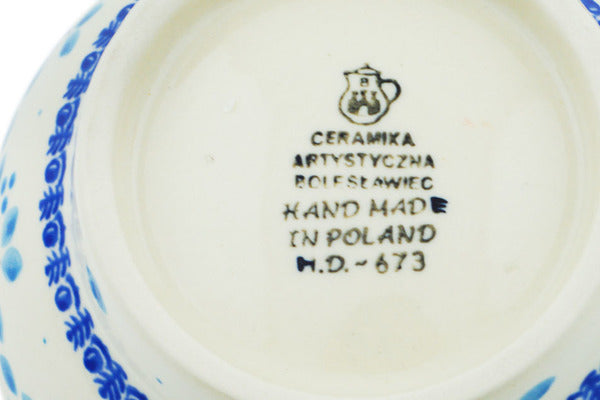 CERAMIKA
ARTYSTYCZNA
BOLESŁAWIEC
HAND MADE
IN POLAND
H.D.-673